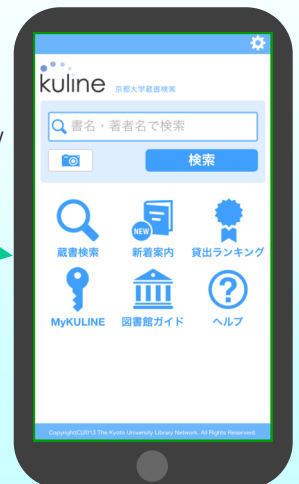 kuline 京都大学蔵書検索
書名・著者名で検索
検索
NEW
蔵書検索 新着案内 貸出ランキング
?
MyKULINE 図書館ガイド ヘルプ
Copyright(C)2013 The Kyoto University Library Network. All Rights Reserverd.